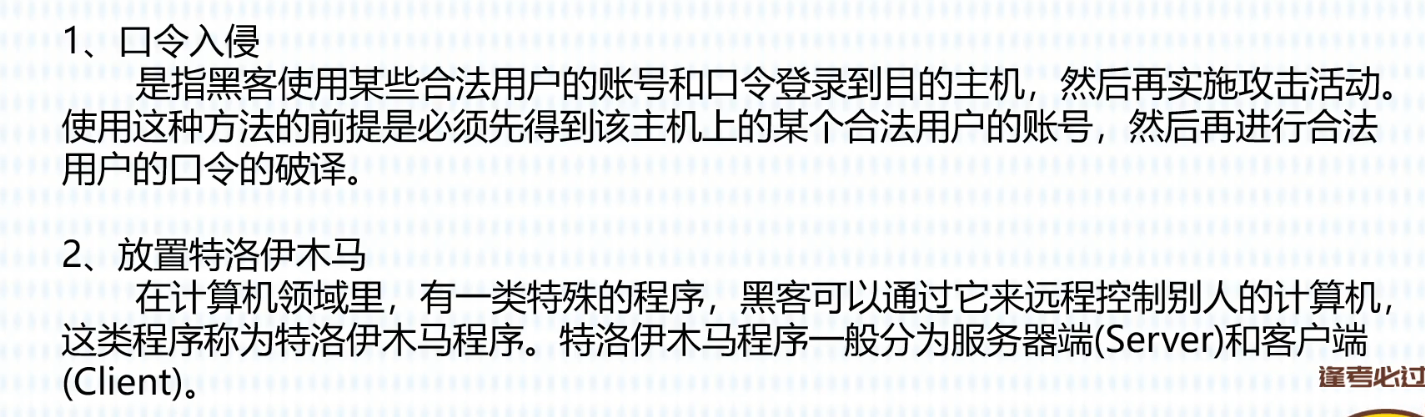 1、口令入侵
是指黑客使用某些合法用户的账号和口令登录到目的主机，然后再实施攻击活动。
使用这种方法的前提是必须先得到该主机上的某个合法用户的账号，然后再进行合法
用户的口令的破译。
2、放置特洛伊木马
在计算机领域里，有一类特殊的程序，黑客可以通过它来远程控制别人的计算机，
这类程序称为特洛伊木马程序。特洛伊木马程序一般分为服务器端(Server)和客户端
(Client)。
逢考必过